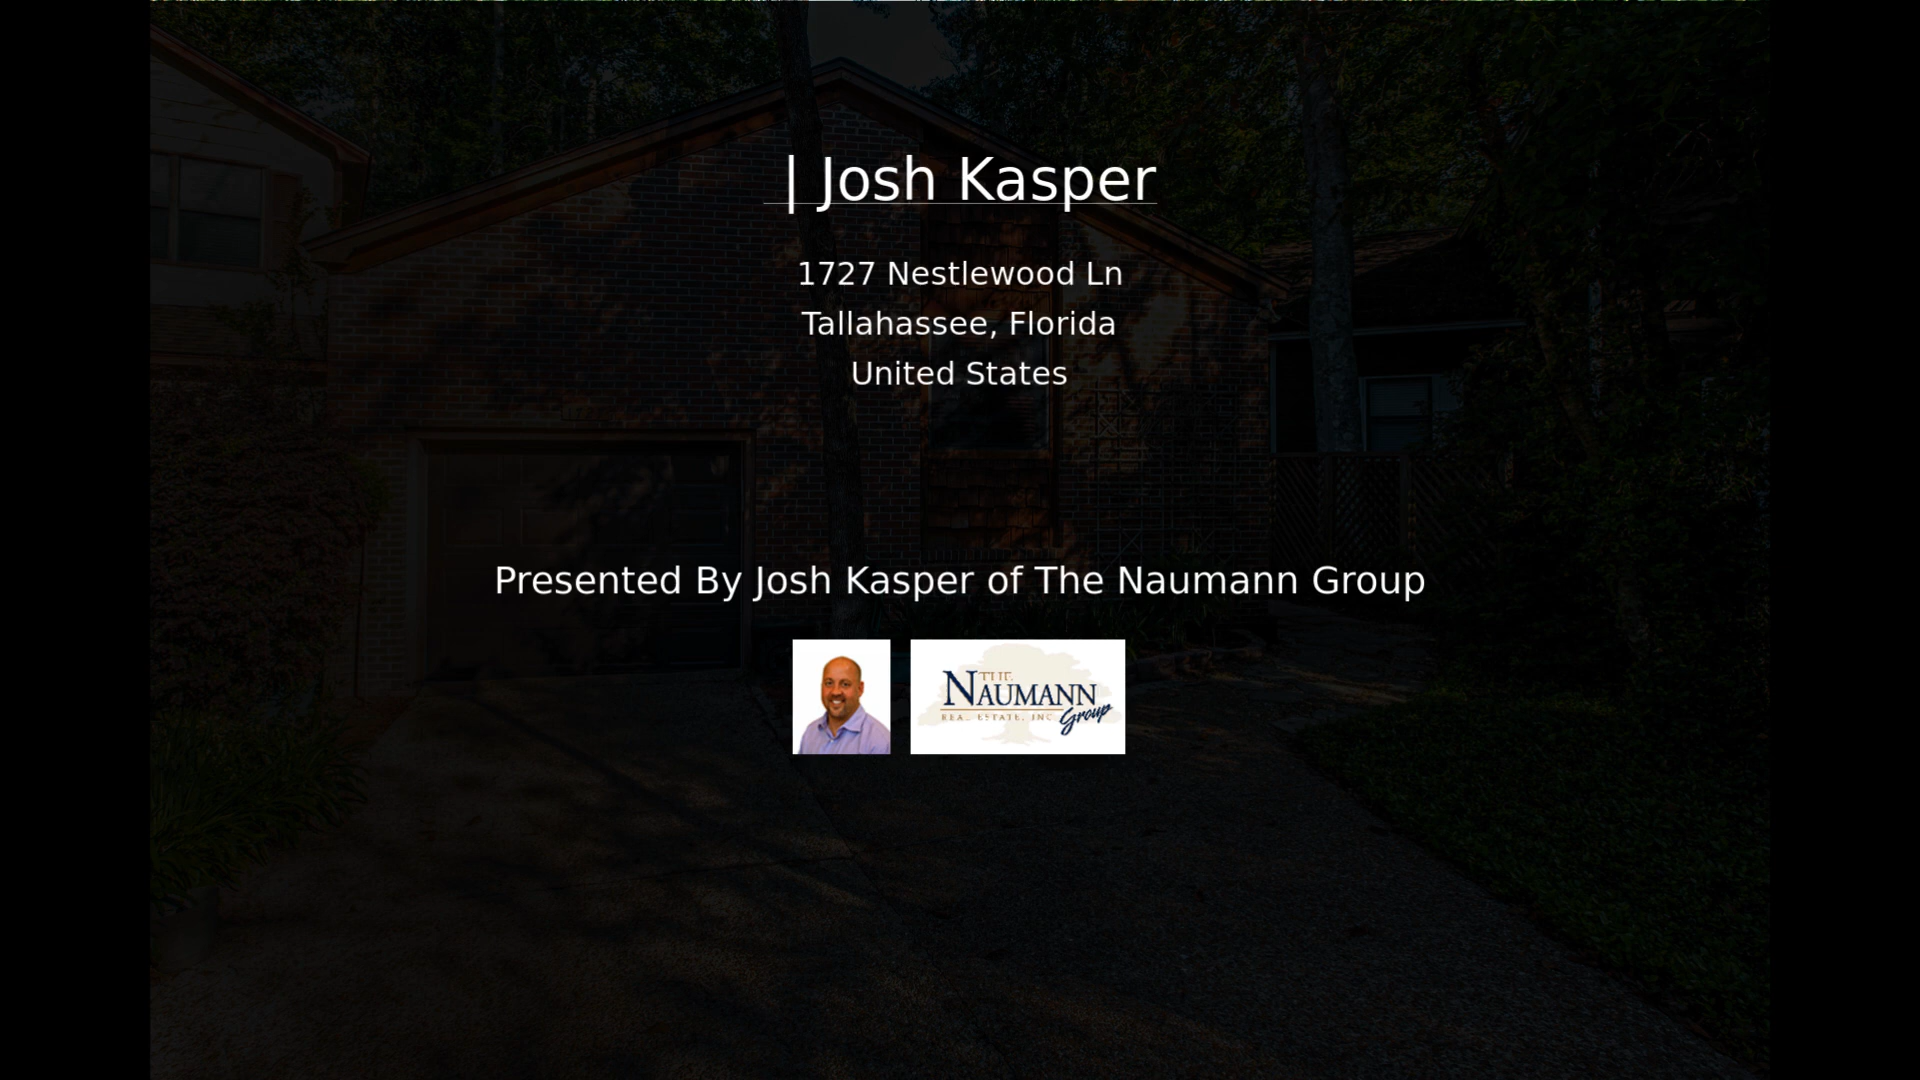 | Josh Kasper
1727 Nestlewood Ln
Tallahassee, Florida
United States
Presented By Josh Kasper of The Naumann Group
THE
NAUMANN
REAL ESTATE, INC.
Group